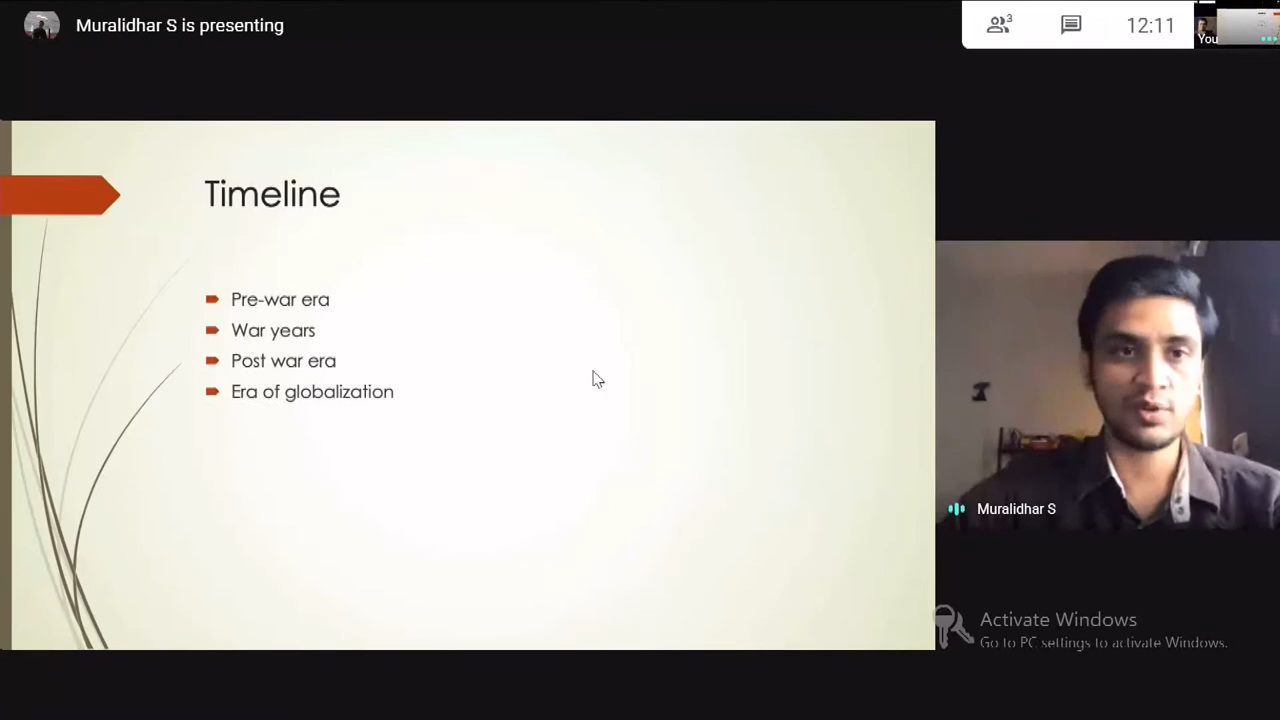 Muralidhar S is presenting
3
12:11
You
Timeline
Pre-war era
War years
Post war era
Era of globalization
Muralidhar S
Activate Windows
Go to PC settings to activate Windows.